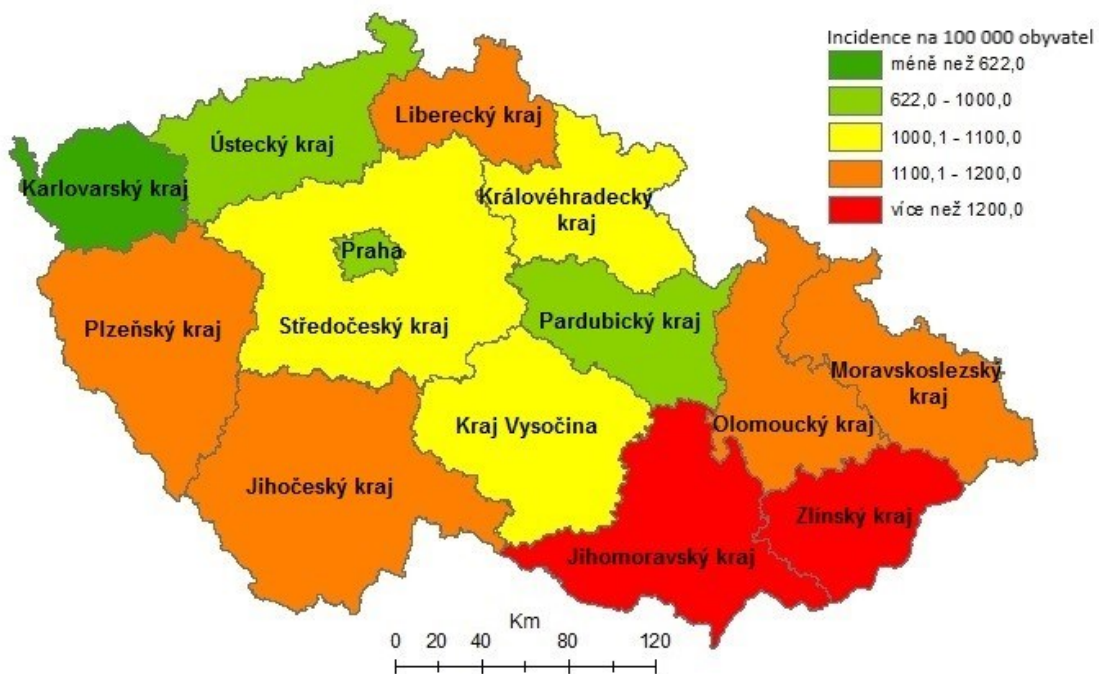 Incidence na 100 000 obyvatel
méně než 622,0
622,0 - 1000,0
1000,1 - 1100,0
1100,1 - 1200,0
více než 1200,0
Liberecký kraj
Ústecký kraj
Karlovarský kraj
Královéhradecký
kraj
Praha
Plzeňský kraj
Středočeský kraj
Pardubický kraj
Moravskoslezský
kraj
Kraj Vysočina
Olomoucký kraj
Jihočeský kraj
Zlínský kraj
Jihomoravský kraj
Km
0 20 40 80 120